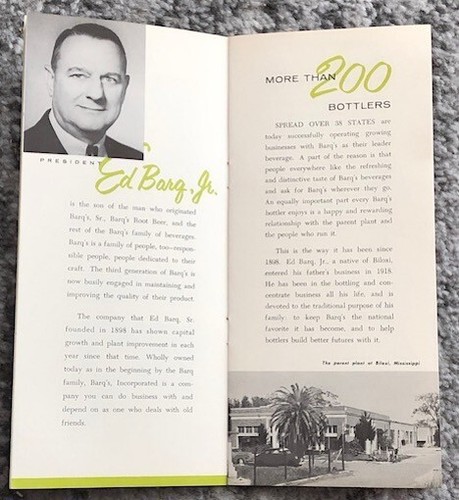 PRESIDENT
Ed Barq, Jr.
is the son of the man who originated
Barq's, Sr., Barq's Root Beer, and the
rest of the Barq's family of beverages.
Barq's is a family of people, too—respon-
sible people, people dedicated to their
craft. The third generation of Barq's is
now busily engaged in maintaining and
improving the quality of their product.
The company that Ed Barq, Sr.
founded in 1898 has shown capital
growth and plant improvement in each
year since that time. Wholly owned
today as in the beginning by the Barq
family, Barq's, Incorporated is a com-
pany you can do business with and
depend on as one who deals with old
friends.
MORE THAN 200
BOTTLERS
SPREAD OVER 38 STATES are
today successfully operating growing
businesses with Barq's as their leader
beverage. A part of the reason is that
people everywhere like the refreshing
and distinctive taste of Barq's beverages
and ask for Barq's wherever they go.
An equally important part every Barq's
bottler enjoys is a happy and rewarding
relationship with the parent plant and
the people who run it.
This is the way it has been since
1898. Ed Barq, Jr., a native of Biloxi,
entered his father's business in 1918.
He has been in the bottling and con-
centrate business all his life, and is
devoted to the traditional purpose of his
family: to keep Barq's the national
favorite it has become, and to help
bottlers build better futures with it.
The parent plant at Biloxi, Mississippi